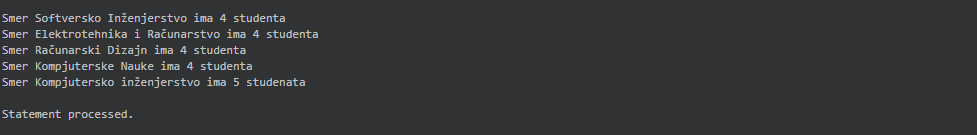 Smer Softversko Inženjerstvo ima 4 studenta
Smer Elektrotehnika i Računarstvo ima 4 studenta
Smer Računarski Dizajn ima 4 studenta
Smer Kompjuterske Nauke ima 4 studenta
Smer Kompjutersko inženjerstvo ima 5 studenata
Statement processed.